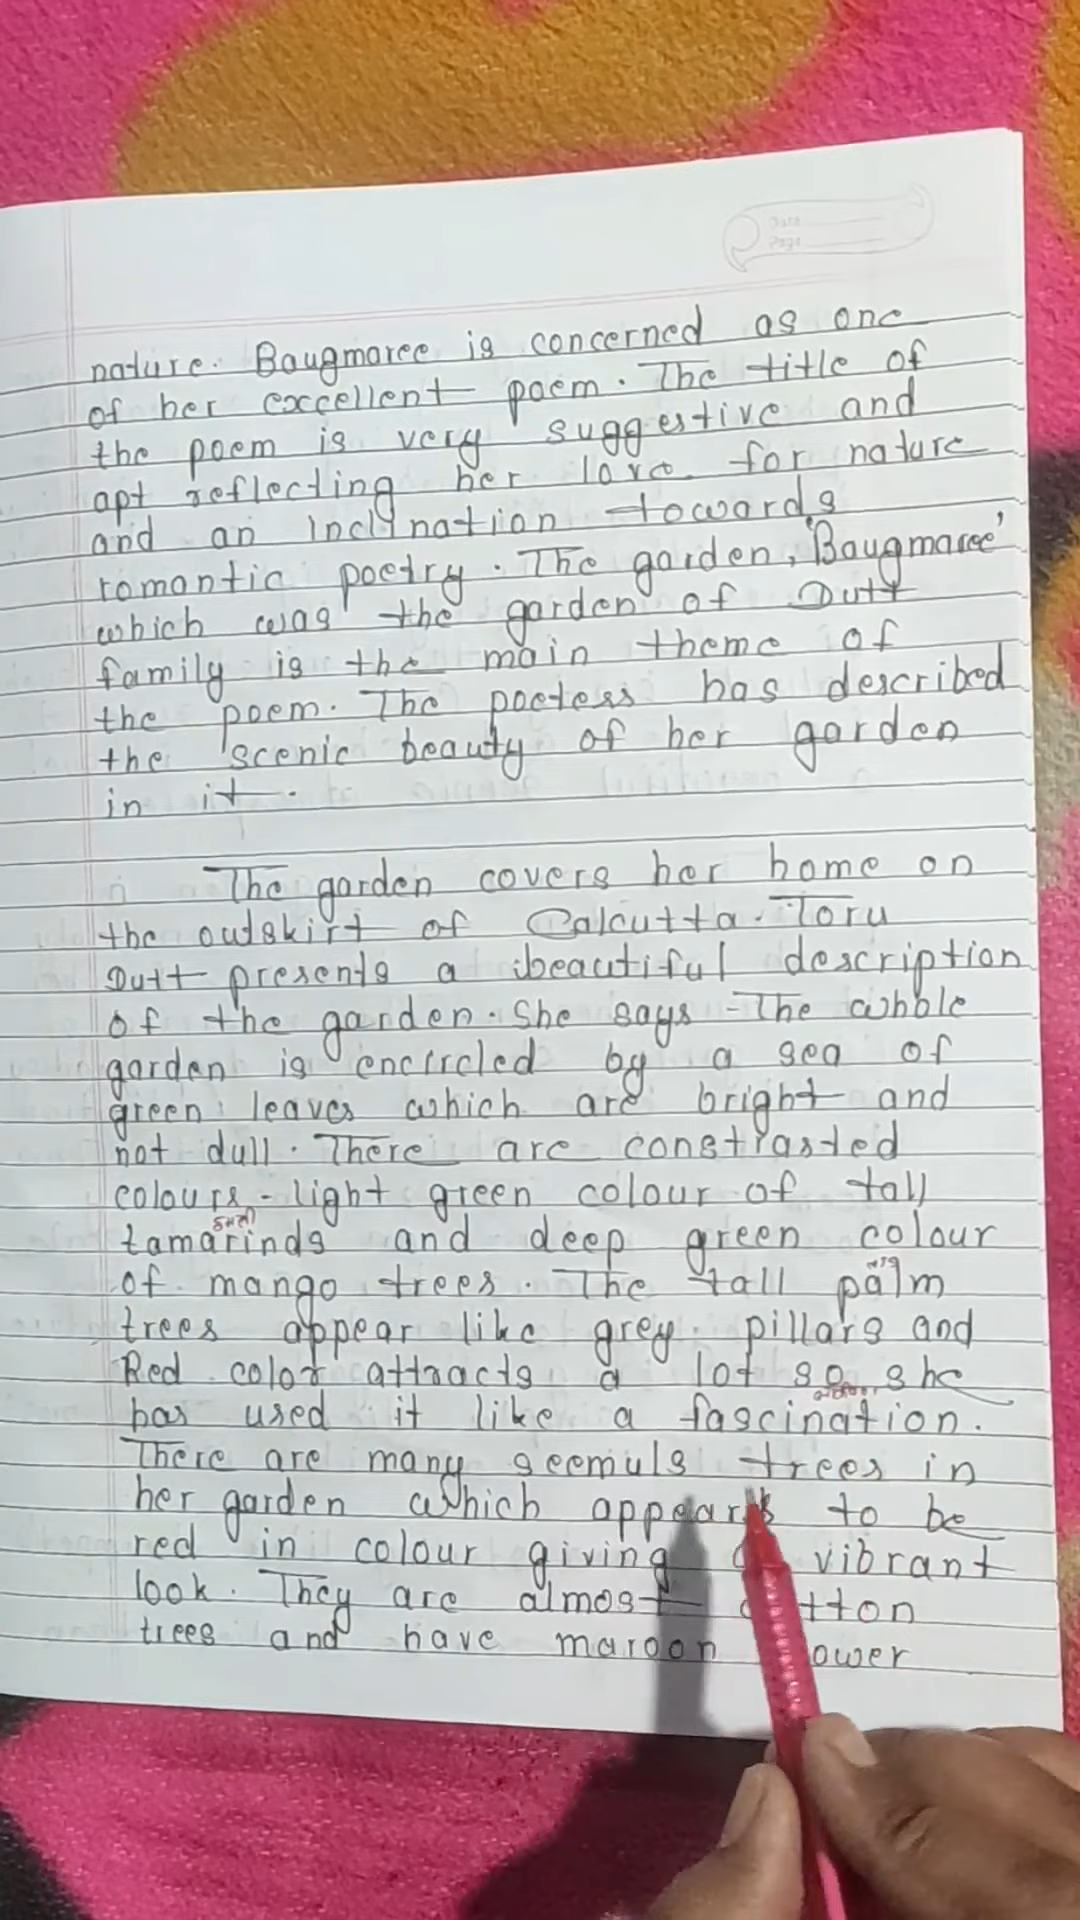 Date
Page
nature. Baugmaree is concerned as one
of her excellent poem. The title of
the poem is very suggestive and
apt reflecting her love for nature
and an inclination towards
romantic poetry. The garden, 'Baugmaree'
which was the garden of Dutt
family is the main theme of
the poem. The poetess has described
the scenic beauty of her garden
in it.
The garden covers her home on
the outskirt of Calcutta. Toru
Dutt presents a beautiful description
of the garden. She says - The whole
garden is encircled by a sea of
green leaves which are bright and
not dull. There are constrasted
colours - light green colour of tall
इमली
tamarinds and deep green colour
of mango trees. The tall palm
trees appear like grey pillars and
Red color attracts a lot so she
has used it like a fascination.
There are many seemuls trees in
her garden which appears to be
red in colour giving vibrant
look. They are almost
trees and have maroon